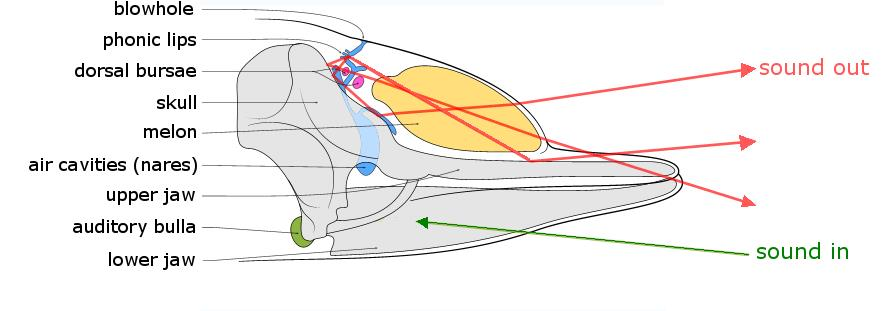 blowhole
phonic lips
dorsal bursae
skull
melon
air cavities (nares)
upper jaw
auditory bulla
lower jaw
sound out
sound in